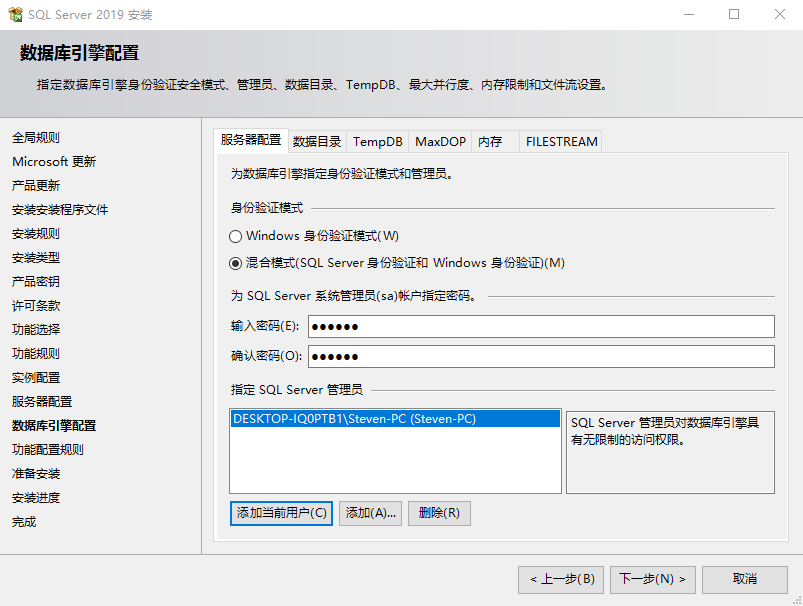 SQL Server 2019 安装
数据库引擎配置
指定数据库引擎身份验证安全模式、管理员、数据目录、TempDB、最大并行度、内存限制和文件流设置。
全局规则
Microsoft 更新
产品更新
安装安装程序文件
安装规则
安装类型
产品密钥
许可条款
功能选择
功能规则
实例配置
服务器配置
数据库引擎配置
功能配置规则
准备安装
安装进度
完成
服务器配置 数据目录 TempDB MaxDOP 内存 FILESTREAM
为数据库引擎指定身份验证模式和管理员。
身份验证模式
Windows 身份验证模式(W)
混合模式(SQL Server 身份验证和 Windows 身份验证)(M)
为 SQL Server 系统管理员(sa)帐户指定密码。
输入密码(E): ●●●●●●
确认密码(O): ●●●●●●
指定 SQL Server 管理员
DESKTOP-IQ0PTB1\Steven-PC (Steven-PC)
SQL Server 管理员对数据库引擎具
有无限制的访问权限。
添加当前用户(C) 添加(A)... 删除(R)
< 上一步(B) 下一步(N) > 取消